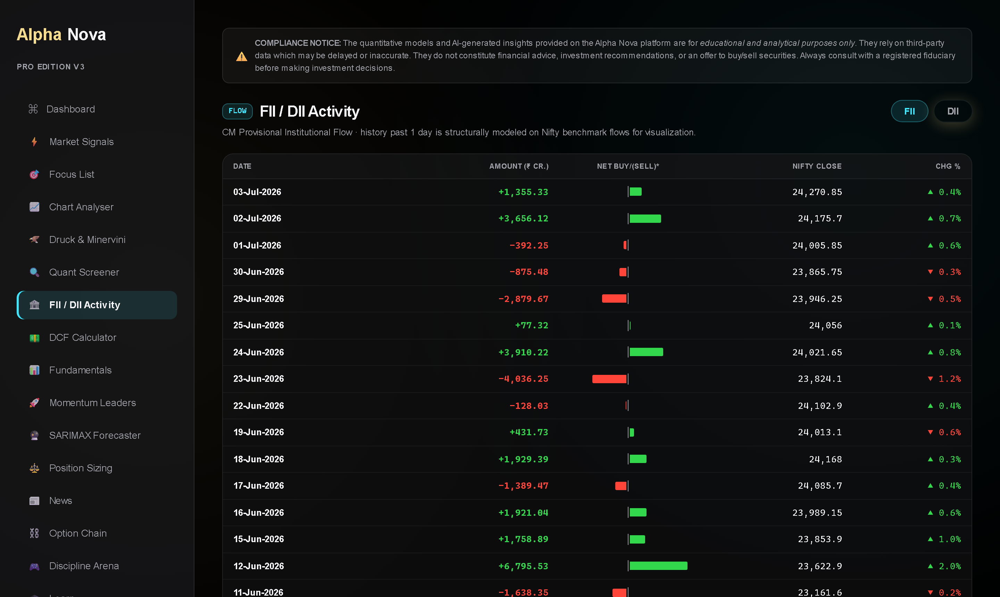 Alpha Nova
PRO EDITION V3
Dashboard
Market Signals
Focus List
Chart Analyser
Druck & Minervini
Quant Screener
FII / DII Activity
DCF Calculator
Fundamentals
Momentum Leaders
SARIMAX Forecaster
Position Sizing
News
Option Chain
Discipline Arena
COMPLIANCE NOTICE: The quantitative models and AI-generated insights provided on the Alpha Nova platform are for educational and analytical purposes only. They rely on third-party
data which may be delayed or inaccurate. They do not constitute financial advice, investment recommendations, or an offer to buy/sell securities. Always consult with a registered fiduciary
before making investment decisions.
FLOW FII / DII Activity FII DII
CM Provisional Institutional Flow · history past 1 day is structurally modeled on Nifty benchmark flows for visualization.
DATE AMOUNT (₹ CR.) NET BUY/(SELL)* NIFTY CLOSE CHG %
03-Jul-2026 +1,355.33 24,270.85 ▲ 0.4%
02-Jul-2026 +3,656.12 24,175.7 ▲ 0.7%
01-Jul-2026 −392.25 24,005.85 ▲ 0.6%
30-Jun-2026 −875.48 23,865.75 ▼ 0.3%
29-Jun-2026 −2,879.67 23,946.25 ▼ 0.5%
25-Jun-2026 +77.32 24,056 ▲ 0.1%
24-Jun-2026 +3,910.22 24,021.65 ▲ 0.8%
23-Jun-2026 −4,036.25 23,824.1 ▼ 1.2%
22-Jun-2026 −128.03 24,102.9 ▲ 0.4%
19-Jun-2026 +431.73 24,013.1 ▼ 0.6%
18-Jun-2026 +1,929.39 24,168 ▲ 0.3%
17-Jun-2026 −1,389.47 24,085.7 ▲ 0.4%
16-Jun-2026 +1,921.04 23,989.15 ▲ 0.6%
15-Jun-2026 +1,758.89 23,853.9 ▲ 1.0%
12-Jun-2026 +6,795.53 23,622.9 ▲ 2.0%
11-Jun-2026 −1,638.35 23,161.6 ▼ 0.2%